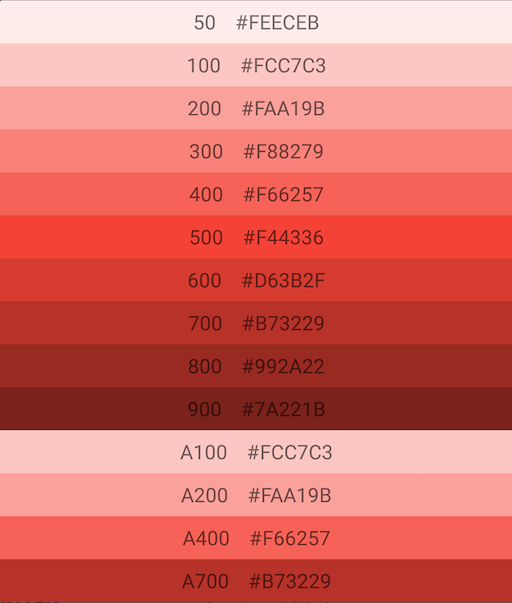 50 #FEECEB
100 #FCC7C3
200 #FAA19B
300 #F88279
400 #F66257
500 #F44336
600 #D63B2F
700 #B73229
800 #992A22
900 #7A221B
A100 #FCC7C3
A200 #FAA19B
A400 #F66257
A700 #B73229